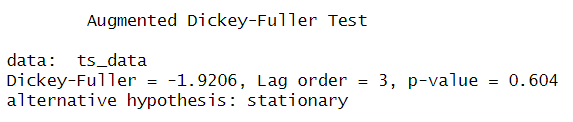 Augmented Dickey-Fuller Test
data:  ts_data
Dickey-Fuller = -1.9206, Lag order = 3, p-value = 0.604
alternative hypothesis: stationary